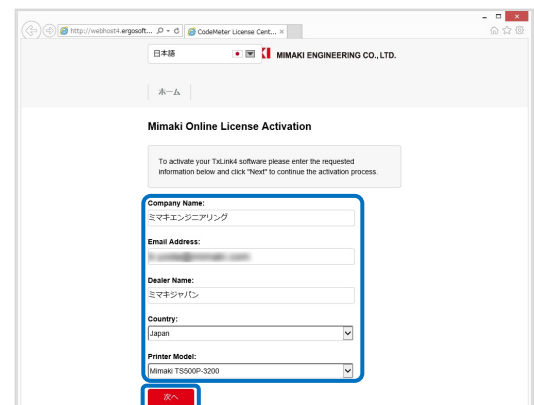 http://webhost4.ergosoft...
CodeMeter License Cent...
日本語
MIMAKI ENGINEERING CO., LTD.
ホーム
Mimaki Online License Activation
To activate your TxLink4 software please enter the requested
information below and click "Next" to continue the activation process.
Company Name:
ミマキエンジニアリング
Email Address:
Dealer Name:
ミマキジャパン
Country:
Japan
Printer Model:
Mimaki TS500P-3200
次へ